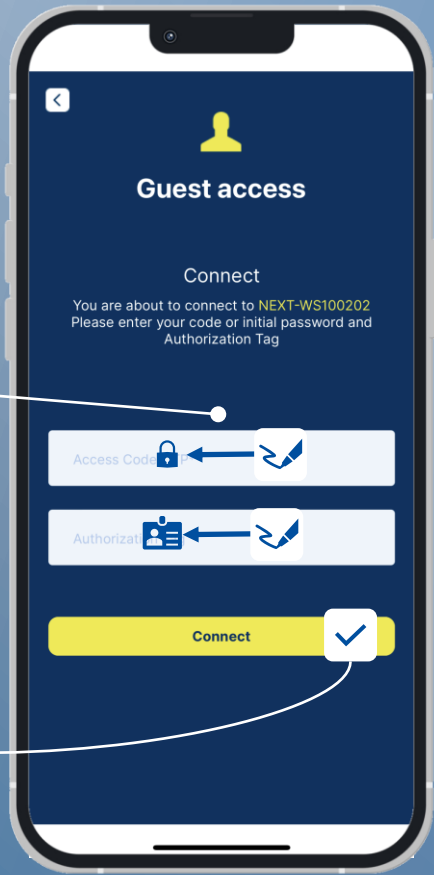 Guest access
Connect
You are about to connect to NEXT-WS100202
Please enter your code or initial password and
Authorization Tag
Access Code
Connect